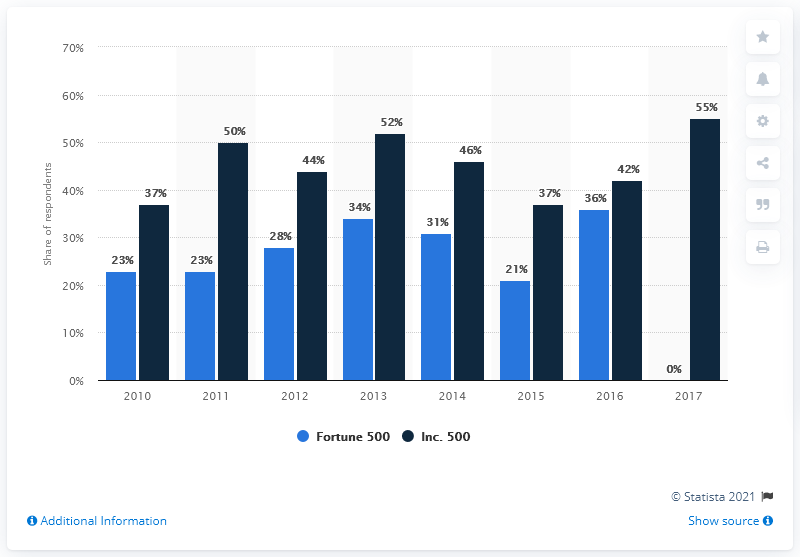 70%
60%
50%
40%
30%
20%
10%
0%
Share of respondents
23% 37%
23% 50%
28% 44%
34% 52%
31% 46%
21% 37%
36% 42%
0% 55%
2010 2011 2012 2013 2014 2015 2016 2017
Fortune 500 Inc. 500
© Statista 2021
Additional Information
Show source